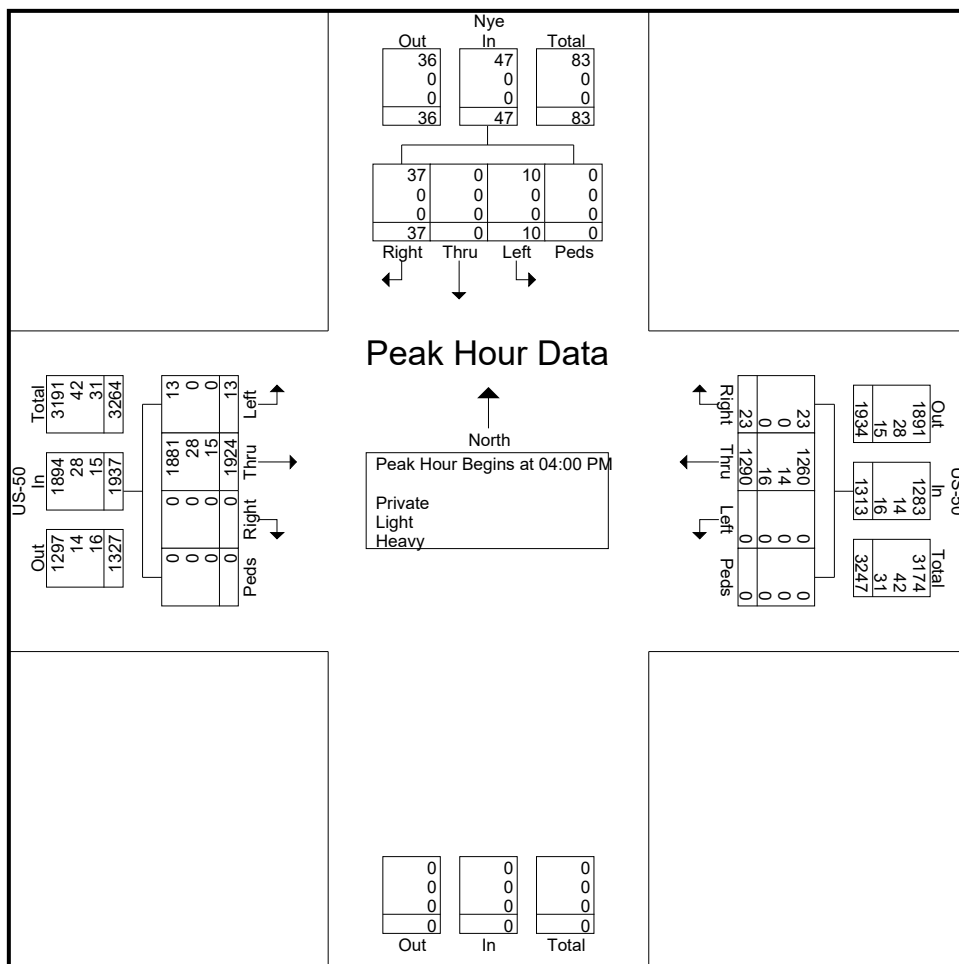 Nye
Out In Total
36 47 83
0 0 0
0 0 0
36 47 83
37 0 10 0
0 0 0 0
0 0 0 0
37 0 10 0
Right Thru Left Peds
Peak Hour Data
North
Peak Hour Begins at 04:00 PM
Private
Light
Heavy
US-50
Out In Total
1297 1894 3191
14 28 42
16 15 31
1327 1937 3264
Peds Right Thru Left
0 0 1881 13
0 0 28 0
0 0 15 0
0 0 1924 13
US-50
Out In Total
1891 1283 3174
28 14 42
15 16 31
1934 1313 3247
Right Thru Left Peds
23 1260 0 0
0 14 0 0
0 16 0 0
23 1290 0 0
0 0 0
0 0 0
0 0 0
0 0 0
Out In Total